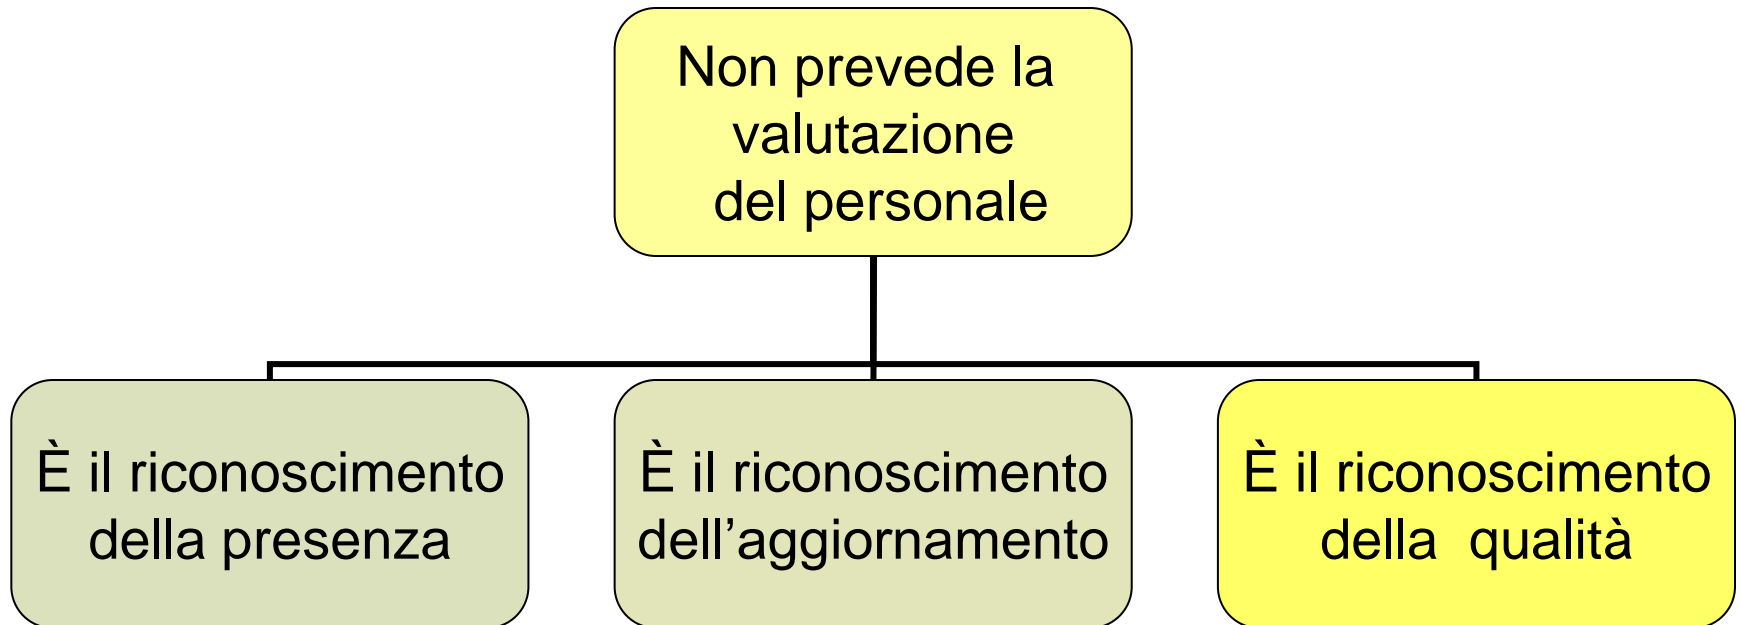 Non prevede la
valutazione
del personale
È il riconoscimento
della presenza
È il riconoscimento
dell’aggiornamento
È il riconoscimento
della  qualità